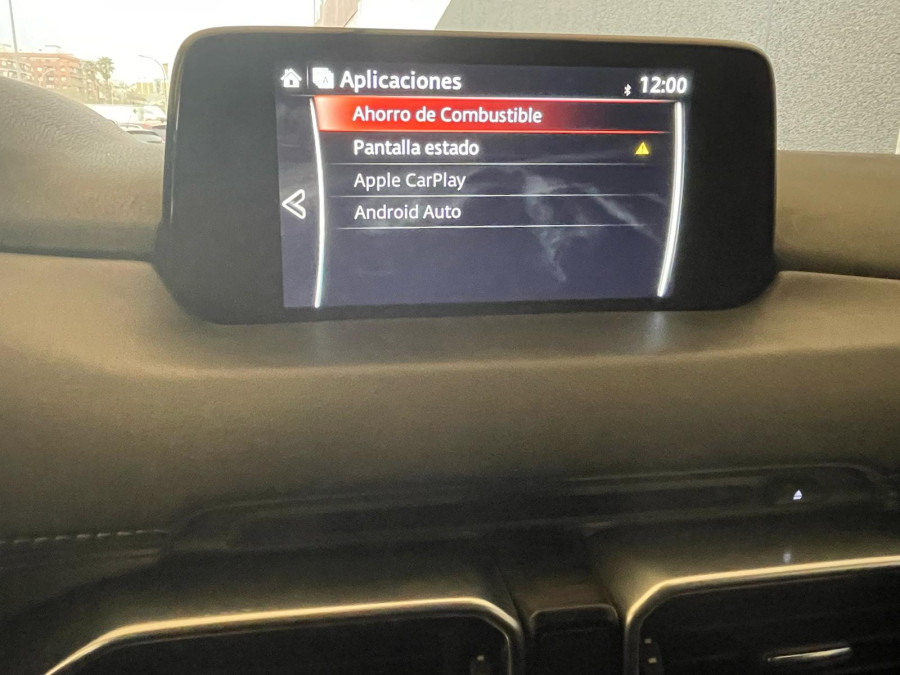 Aplicaciones
12:00
Ahorro de Combustible
Pantalla estado
Apple CarPlay
Android Auto